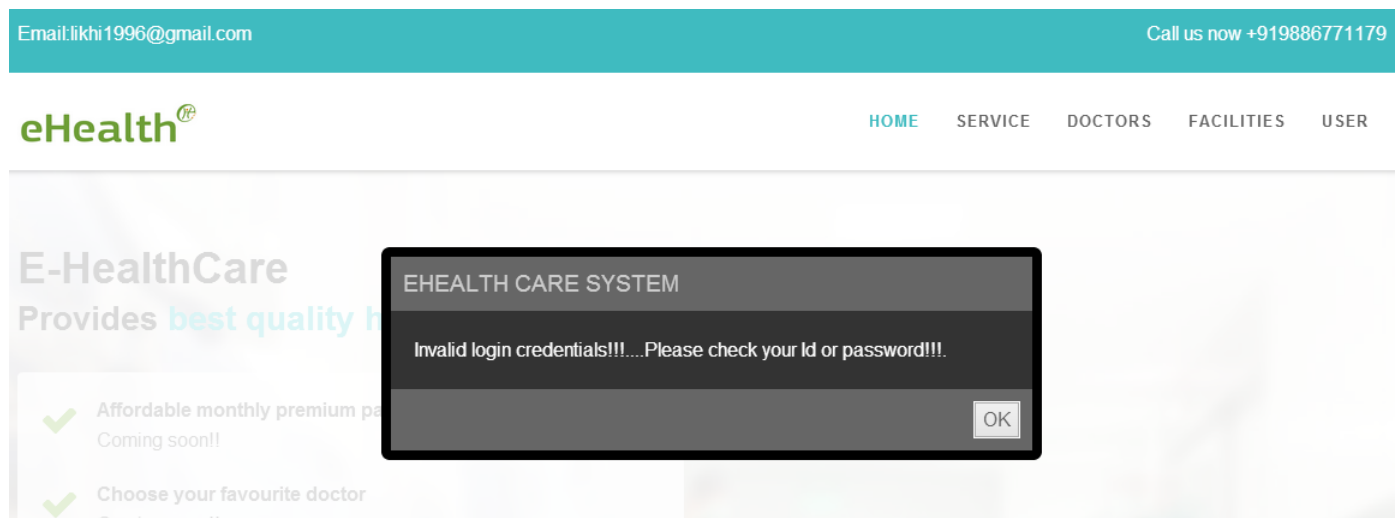 Email:likhi1996@gmail.com
Call us now +919886771179
eHealth
HOME SERVICE DOCTORS FACILITIES USER
E-HealthCare
Provides best quality h
EHEALTH CARE SYSTEM
Invalid login credentials!!!....Please check your Id or password!!!.
OK
Affordable monthly premium pa
Coming soon!!
Choose your favourite doctor